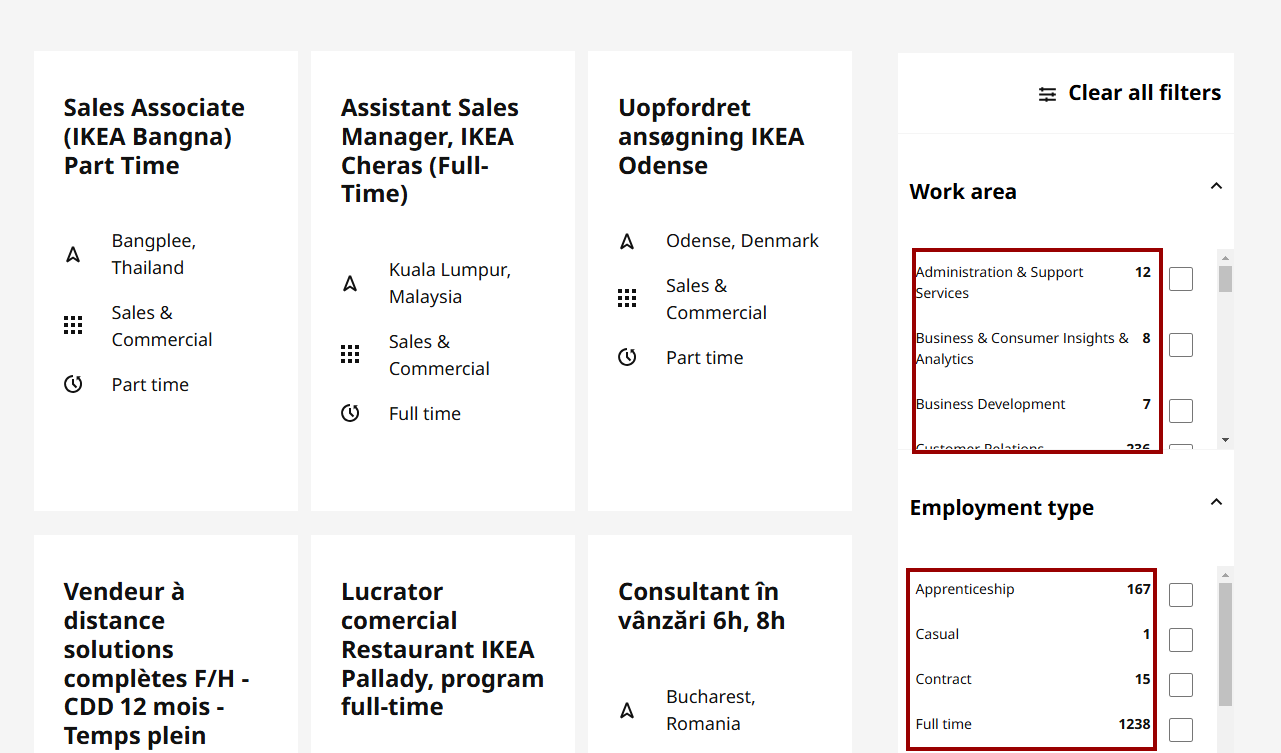 Sales Associate
(IKEA Bangna)
Part Time
Bangplee,
Thailand
Sales &
Commercial
Part time
Assistant Sales
Manager, IKEA
Cheras (Full-
Time)
Kuala Lumpur,
Malaysia
Sales &
Commercial
Full time
Uopfordret
ansøgning IKEA
Odense
Odense, Denmark
Sales &
Commercial
Part time
Vendeur à
distance
solutions
complètes F/H -
CDD 12 mois -
Temps plein
Lucrator
comercial
Restaurant IKEA
Pallady, program
full-time
Consultant în
vânzări 6h, 8h
Bucharest,
Romania
Clear all filters
Work area
Administration & Support 12
Services
Business & Consumer Insights & 8
Analytics
Business Development 7
Customer Relations 236
Employment type
Apprenticeship 167
Casual 1
Contract 15
Full time 1238